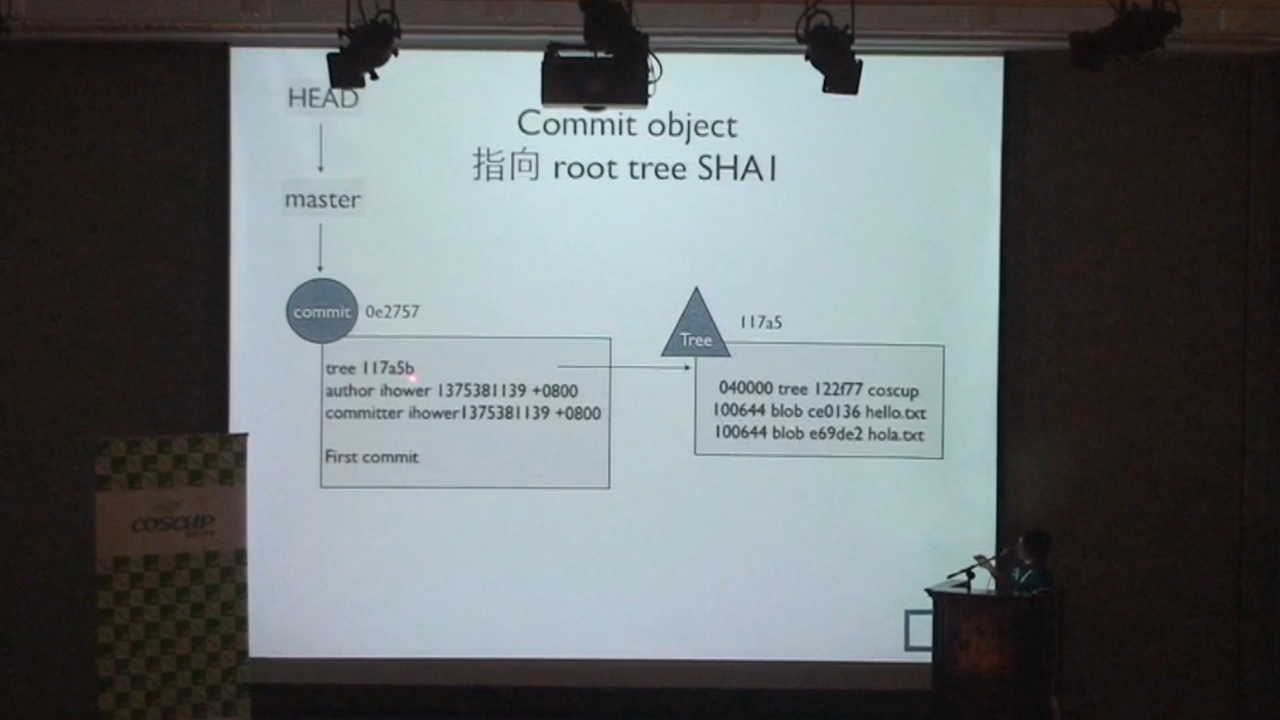 HEAD
Commit object
指向 root tree SHA1
master
commit
0e2757
tree 117a5b
author ihower 1375381139 +0800
committer ihower1375381139 +0800
First commit
Tree
117a5
040000 tree 122f77 coscup
100644 blob ce0136 hello.txt
100644 blob e69de2 hola.txt
COSCUP